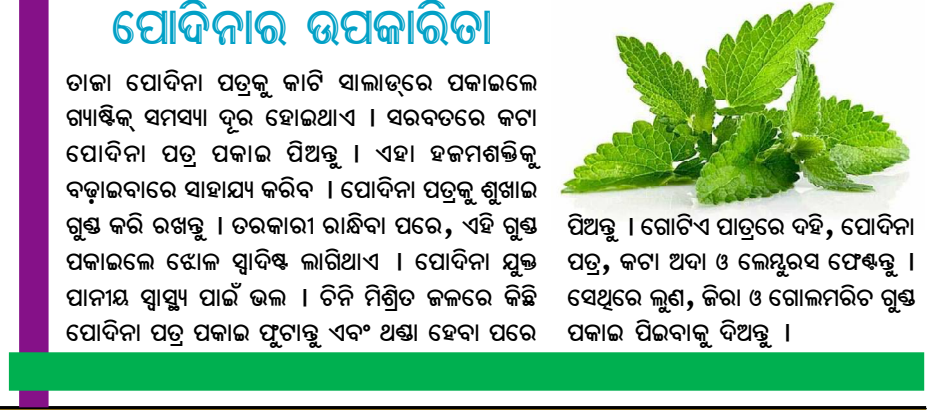 ପୋଦିନାର ଉପକାରିତା
ତାଜା ପୋଦିନା ପତ୍ରକୁ କାଟି ସାଲାଡ୍‌ରେ ପକାଇଲେ
ଗ୍ୟାଷ୍ଟିକ୍ ସମସ୍ୟା ଦୂର ହୋଇଥାଏ । ସରବତରେ କଟା
ପୋଦିନା ପତ୍ର ପକାଇ ପିଅନ୍ତୁ । ଏହା ହଜମଶକ୍ତିକୁ
ବଢ଼ାଇବାରେ ସାହାଯ୍ୟ କରିବ । ପୋଦିନା ପତ୍ରକୁ ଶୁଖାଇ
ଗୁଣ୍ଡ କରି ରଖନ୍ତୁ । ତରକାରୀ ରାନ୍ଧିବା ପରେ, ଏହି ଗୁଣ୍ଡ
ପକାଇଲେ ଝୋଳ ସ୍ୱାଦିଷ୍ଟ ଲାଗିଥାଏ । ପୋଦିନା ଯୁକ୍ତ
ପାନୀୟ ସ୍ୱାସ୍ଥ୍ୟ ପାଇଁ ଭଲ । ଚିନି ମିଶ୍ରିତ ଜଳରେ କିଛି
ପୋଦିନା ପତ୍ର ପକାଇ ଫୁଟାନ୍ତୁ ଏବଂ ଥଣ୍ଡା ହେବା ପରେ
ପିଅନ୍ତୁ । ଗୋଟିଏ ପାତ୍ରରେ ଦହି, ପୋଦିନା
ପତ୍ର, କଟା ଅଦା ଓ ଲେମ୍ବୁରସ ଫେଣ୍ଟନ୍ତୁ ।
ସେଥିରେ ଲୁଣ, ଜିରା ଓ ଗୋଲମରିଚ ଗୁଣ୍ଡ
ପକାଇ ପିଇବାକୁ ଦିଅନ୍ତୁ ।